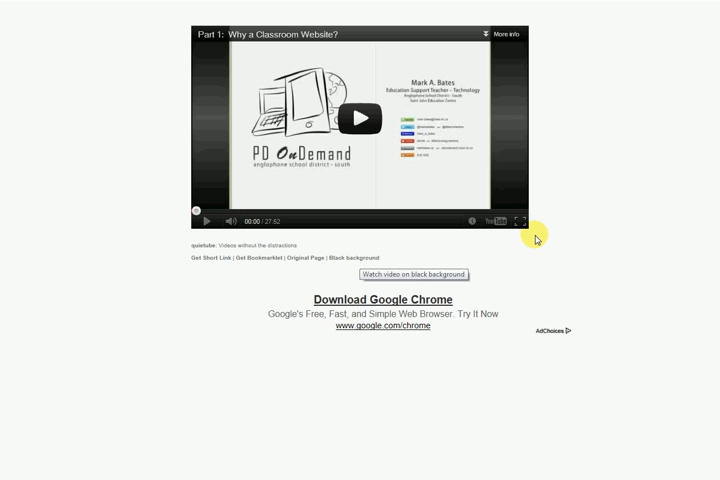 Part 1: Why a Classroom Website?
More info
Mark A. Bates
Education Support Teacher - Technology
Anglophone School District - South
Saint John Education Centre
PD OnDemand
anglophone school district - south
00:00 / 27:52
YouTube
quietube: Videos without the distractions
Get Short Link | Get Bookmarklet | Original Page | Black background
Watch video on black background
Download Google Chrome
Google's Free, Fast, and Simple Web Browser. Try It Now
www.google.com/chrome
AdChoices